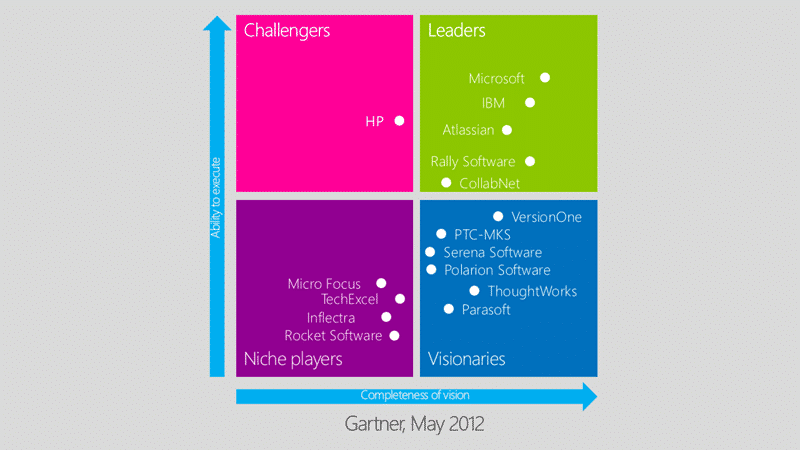 Challengers
Leaders
Microsoft
IBM
HP
Atlassian
Rally Software
CollabNet
Ability to execute
VersionOne
PTC-MKS
Serena Software
Polarion Software
Micro Focus
ThoughtWorks
TechExcel
Parasoft
Inflectra
Rocket Software
Niche players
Visionaries
Completeness of vision
Gartner, May 2012